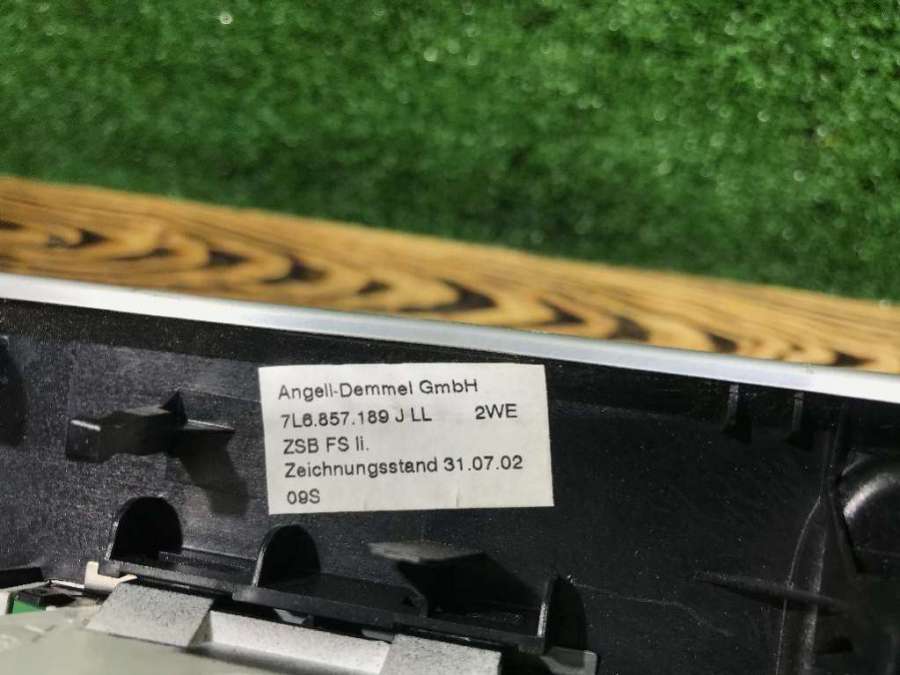 Angell-Demmel GmbH
7L6.857.189 J LL 2WE
ZSB FS li.
Zeichnungsstand 31.07.02
09S